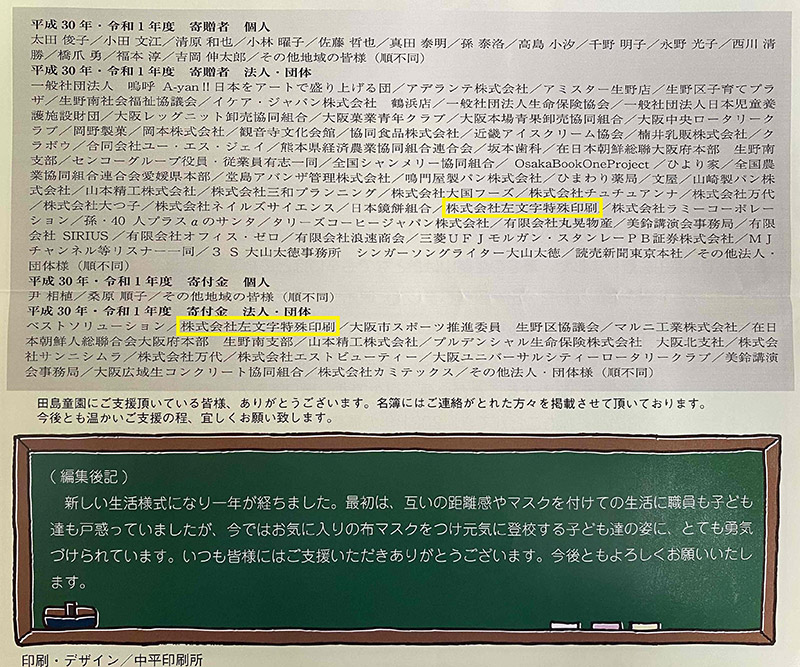 平成30年・令和1年度　寄贈者　個人
太田 俊子／小田 文江／清原 和也／小林 曜子／佐藤 哲也／真田 泰明／孫 泰洛／高島 小汐／千野 明子／永野 光子／西川 清
勝／橋爪 勇／福本 淳／吉岡 伸太郎／その他地域の皆様（順不同）
平成30年・令和1年度　寄贈者　法人・団体
一般社団法人　鳴呼 A-yan!!日本をアートで盛り上げる団／アデランテ株式会社／アミスター生野店／生野区子育てプラ
ザ／生野南社会福祉協議会／イケア・ジャパン株式会社　鶴浜店／一般社団法人生命保険協会／一般社団法人日本児童養
護施設財団／大阪レッグニット卸売協同組合／大阪菓業青年クラブ／大阪本場青果卸売協同組合／大阪中央ロータリーク
ラブ／岡野製菓／岡本株式会社／観音寺文化会館／協同食品株式会社／近畿アイスクリーム協会／楠井乳販株式会社／ク
ラボウ／合同会社ユー・エス・ジェイ／熊本県経済農業協同組合連合会／坂本歯科／在日本朝鮮総聯大阪府本部　生野南
支部／センコーグループ役員・従業員有志一同／全国シャンメリー協同組合／OsakaBookOneProject／ひより家／全国農
業協同組合連合会愛媛県本部／堂島アバンザ管理株式会社／鳴門屋製パン株式会社／ひまわり薬局／文屋／山崎製パン株
式会社／山本精工株式会社／株式会社三和プランニング／株式会社大国フーズ／株式会社チュチュアンナ／株式会社万代
／株式会社大つ子／株式会社ネイルズサイエンス／日本鏡餅組合／株式会社左文字特殊印刷／株式会社ラミーコーポレー
ション／孫・40 人プラスαのサンタ／タリーズコーヒージャパン株式会社／有限会社丸晃物産／美鈴講演会事務局／有限
会社 SIRIUS／有限会社オフィス・ゼロ／有限会社浪速商会／三菱ＵＦＪモルガン・スタンレーＰＢ証券株式会社／ＭＪ
チャンネル等リスナー一同／３Ｓ大山太徳事務所　シンガーソングライター大山太徳／読売新聞東京本社／その他法人・
団体様（順不同）
平成30年・令和1年度　寄付金　個人
尹 相植／桑原 順子／その他地域の皆様（順不同）
平成30年・令和1年度　寄付金　法人・団体
ベストソリューション／株式会社左文字特殊印刷／大阪市スポーツ推進委員　生野区協議会／マルニ工業株式会社／在日
本朝鮮人総聯合会大阪府本部　生野南支部／山本精工株式会社／プルデンシャル生命保険株式会社　大阪北支社／株式会
社サンニシムラ／株式会社万代／株式会社エストビューティー／大阪ユニバーサルシティーロータリークラブ／美鈴講演
会事務局／大阪広域生コンクリート協同組合／株式会社カミテックス／その他法人・団体様（順不同）
田島童園にご支援頂いている皆様、ありがとうございます。名簿にはご連絡がとれた方々を掲載させて頂いております。
今後とも温かいご支援の程、宜しくお願い致します。
（編集後記）
新しい生活様式になり一年が経ちました。最初は、互いの距離感やマスクを付けての生活に職員も子ども
達も戸惑っていましたが、今ではお気に入りの布マスクをつけ元気に登校する子ども達の姿に、とても勇気
づけられています。いつも皆様にはご支援いただきありがとうございます。今後ともよろしくお願いいたし
ます。
印刷・デザイン／中平印刷所